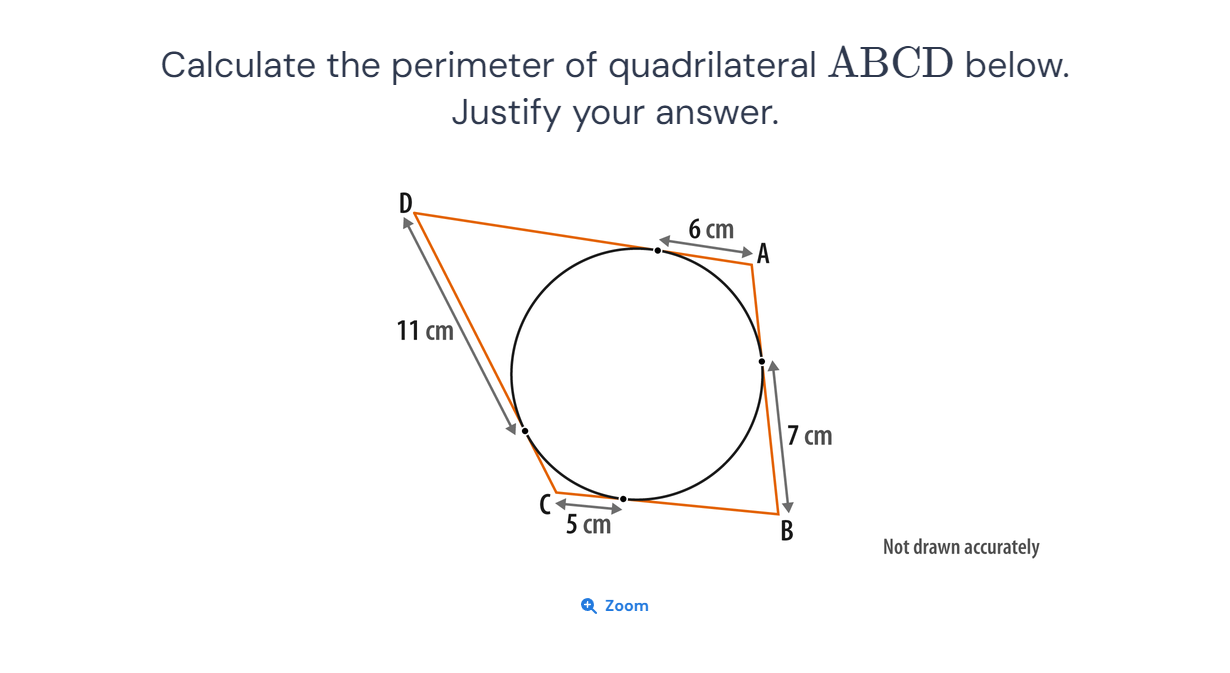 Calculate the perimeter of quadrilateral ABCD below.
Justify your answer.
D
6 cm
A
11 cm
7 cm
C
5 cm
B
Not drawn accurately
Zoom